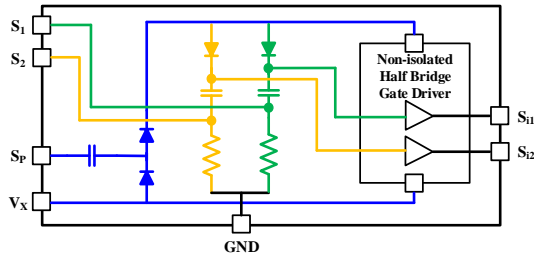 S1
S2
SP
VX
Non-isolated
Half Bridge
Gate Driver
Si1
Si2
GND